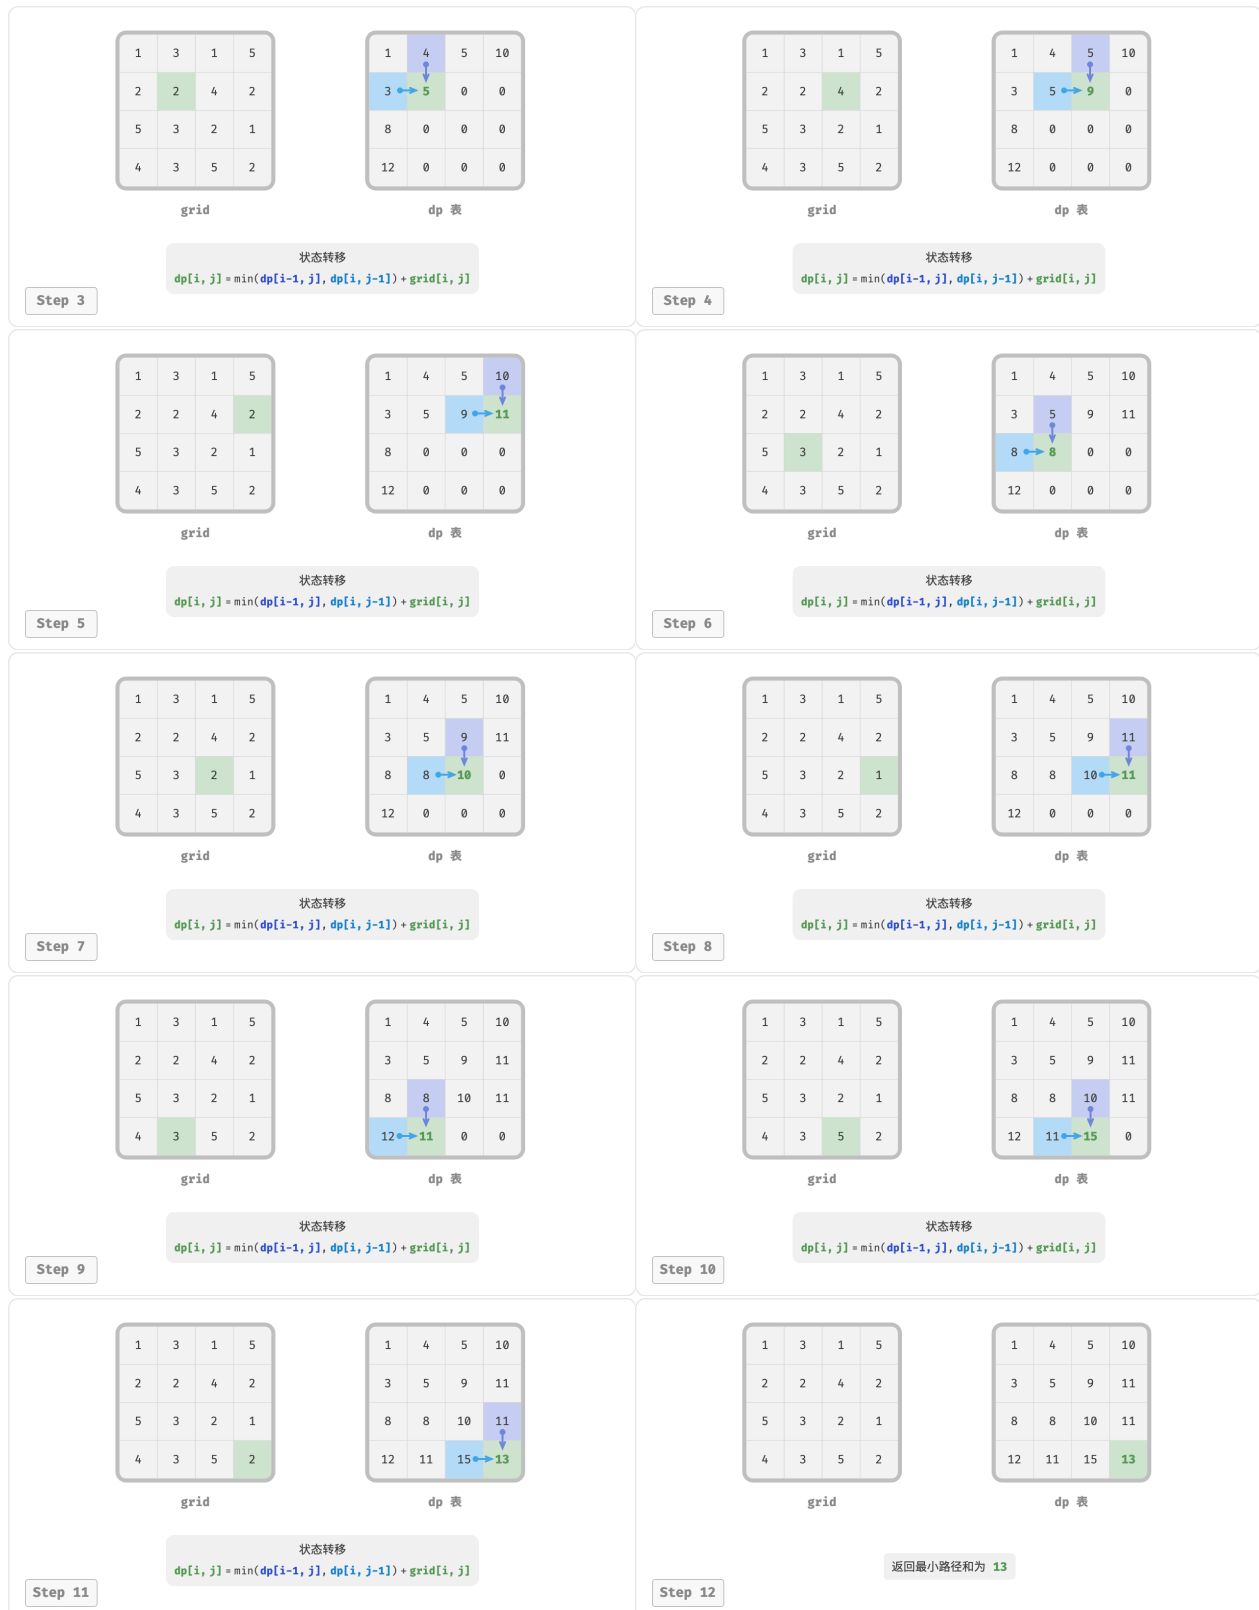 1 3 1 5
2 2 4 2
5 3 2 1
4 3 5 2
grid
1 4 5 10
3 5 0 0
8 0 0 0
12 0 0 0
dp 表
状态转移
dp[i, j] = min(dp[i-1, j], dp[i, j-1]) + grid[i, j]
Step 3
1 3 1 5
2 2 4 2
5 3 2 1
4 3 5 2
grid
1 4 5 10
3 5 9 0
8 0 0 0
12 0 0 0
dp 表
状态转移
dp[i, j] = min(dp[i-1, j], dp[i, j-1]) + grid[i, j]
Step 4
1 3 1 5
2 2 4 2
5 3 2 1
4 3 5 2
grid
1 4 5 10
3 5 9 11
8 0 0 0
12 0 0 0
dp 表
状态转移
dp[i, j] = min(dp[i-1, j], dp[i, j-1]) + grid[i, j]
Step 5
1 3 1 5
2 2 4 2
5 3 2 1
4 3 5 2
grid
1 4 5 10
3 5 9 11
8 8 0 0
12 0 0 0
dp 表
状态转移
dp[i, j] = min(dp[i-1, j], dp[i, j-1]) + grid[i, j]
Step 6
1 3 1 5
2 2 4 2
5 3 2 1
4 3 5 2
grid
1 4 5 10
3 5 9 11
8 8 10 0
12 0 0 0
dp 表
状态转移
dp[i, j] = min(dp[i-1, j], dp[i, j-1]) + grid[i, j]
Step 7
1 3 1 5
2 2 4 2
5 3 2 1
4 3 5 2
grid
1 4 5 10
3 5 9 11
8 8 10 11
12 0 0 0
dp 表
状态转移
dp[i, j] = min(dp[i-1, j], dp[i, j-1]) + grid[i, j]
Step 8
1 3 1 5
2 2 4 2
5 3 2 1
4 3 5 2
grid
1 4 5 10
3 5 9 11
8 8 10 11
12 11 0 0
dp 表
状态转移
dp[i, j] = min(dp[i-1, j], dp[i, j-1]) + grid[i, j]
Step 9
1 3 1 5
2 2 4 2
5 3 2 1
4 3 5 2
grid
1 4 5 10
3 5 9 11
8 8 10 11
12 11 15 0
dp 表
状态转移
dp[i, j] = min(dp[i-1, j], dp[i, j-1]) + grid[i, j]
Step 10
1 3 1 5
2 2 4 2
5 3 2 1
4 3 5 2
grid
1 4 5 10
3 5 9 11
8 8 10 11
12 11 15 13
dp 表
状态转移
dp[i, j] = min(dp[i-1, j], dp[i, j-1]) + grid[i, j]
Step 11
1 3 1 5
2 2 4 2
5 3 2 1
4 3 5 2
grid
1 4 5 10
3 5 9 11
8 8 10 11
12 11 15 13
dp 表
返回最小路径和为 13
Step 12